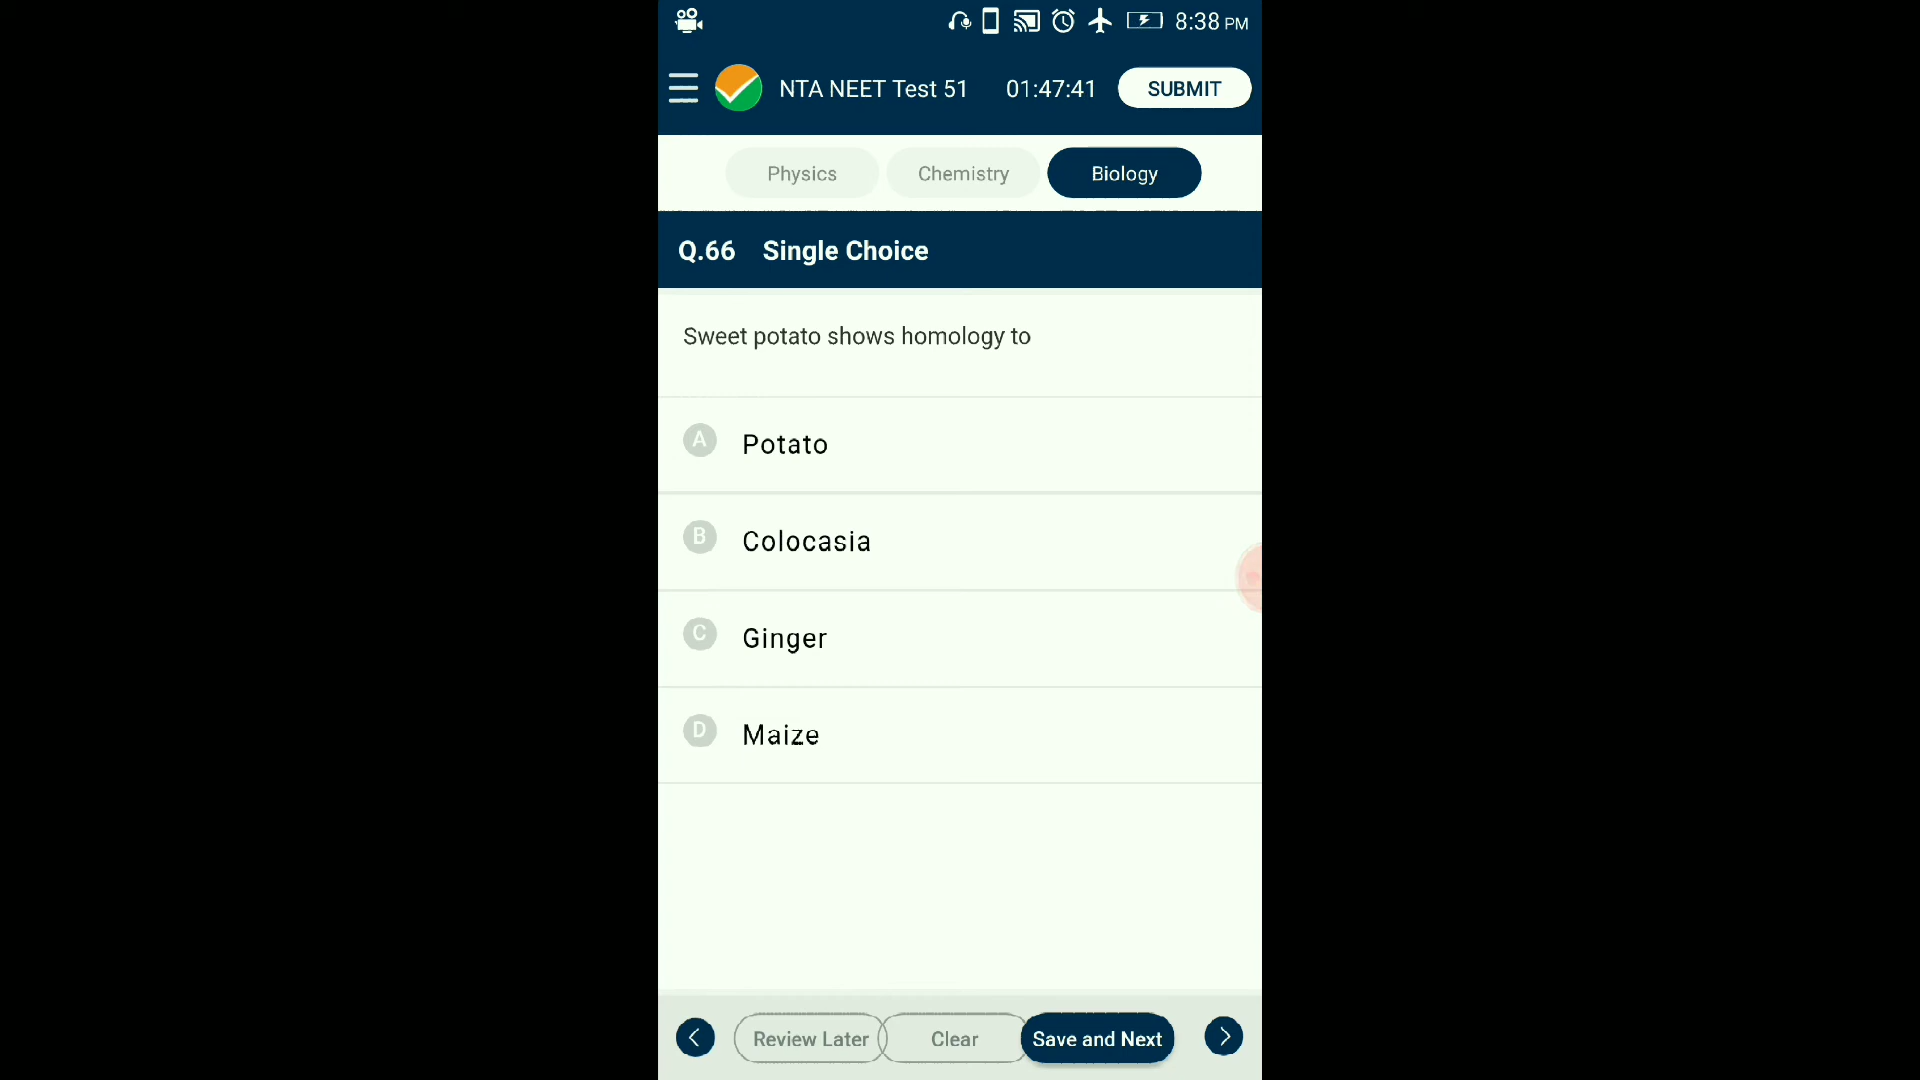 8:38 PM
NTA NEET Test 51 01:47:41 SUBMIT
Physics Chemistry Biology
Q.66 Single Choice
Sweet potato shows homology to
A Potato
B Colocasia
C Ginger
D Maize
Review Later Clear Save and Next